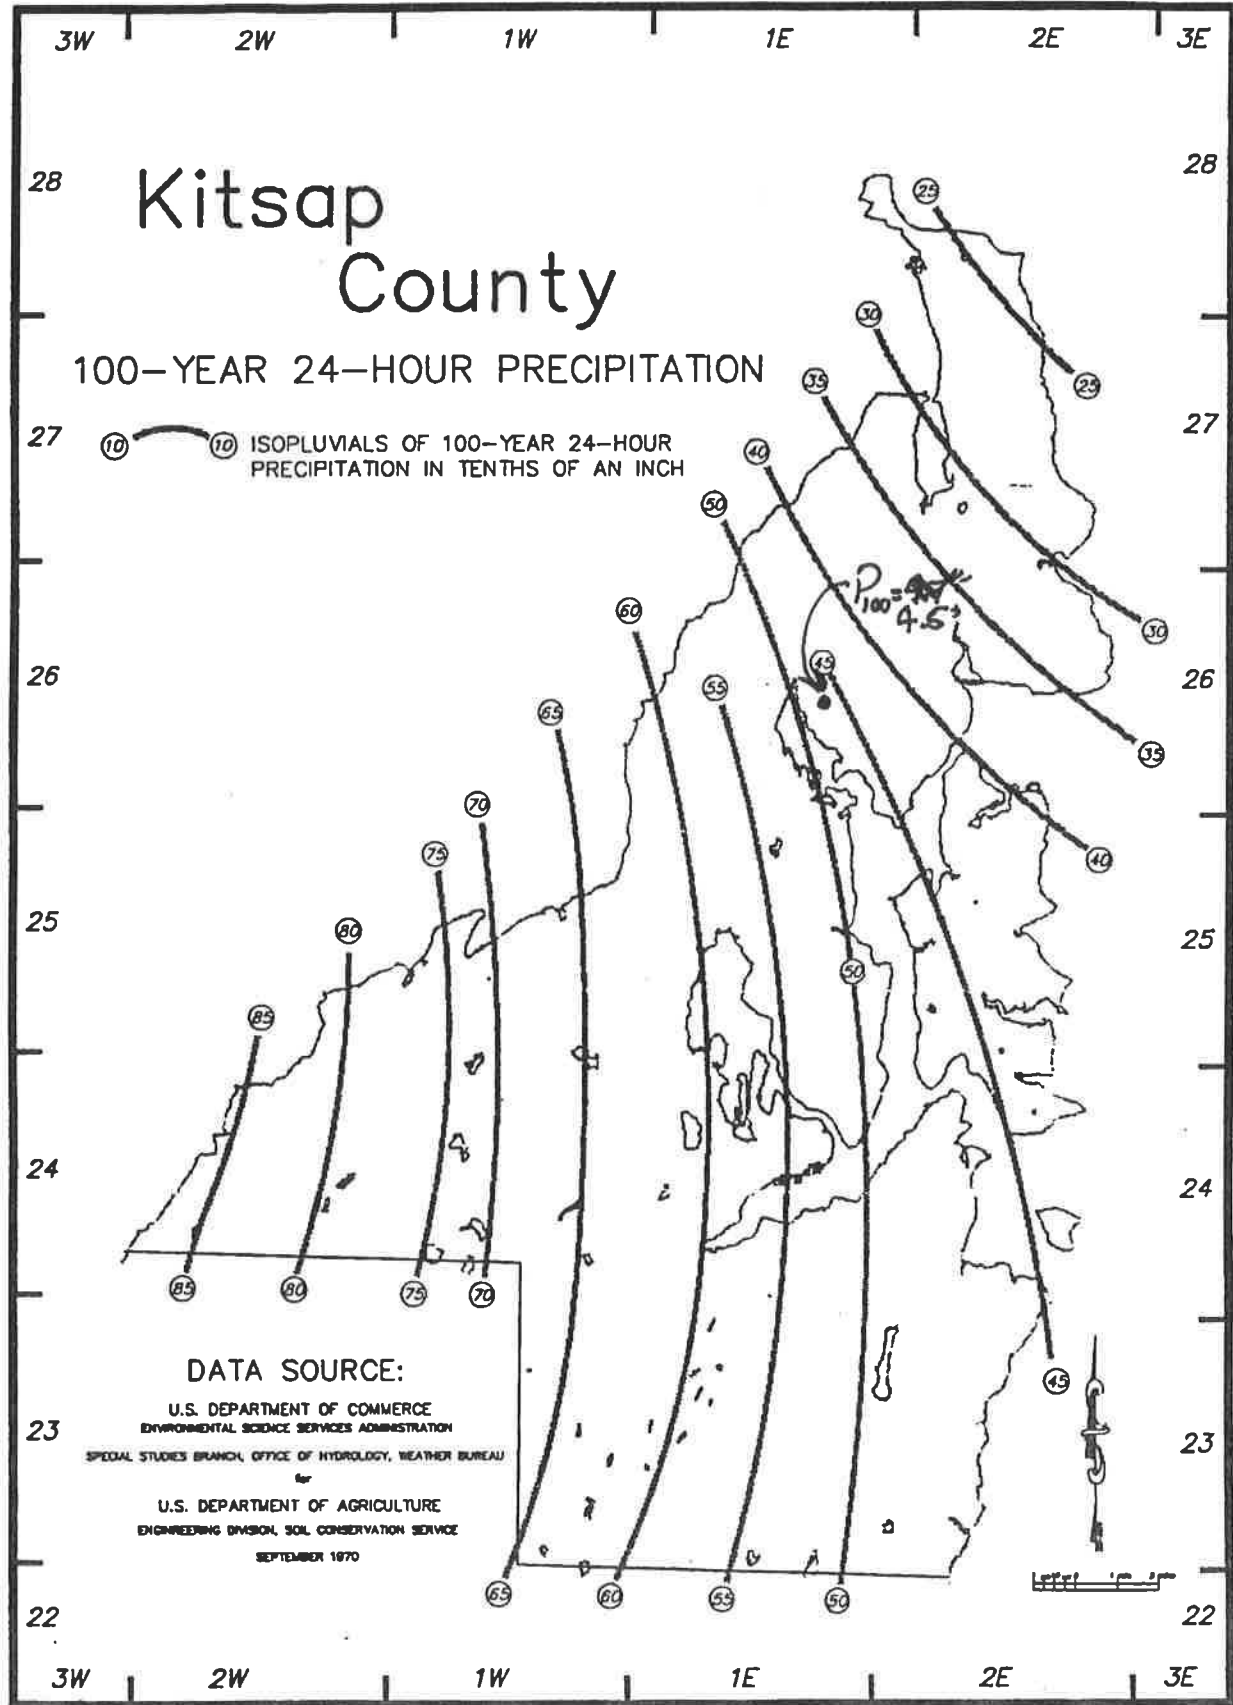 3W 2W 1W 1E 2E 3E
28 28
Kitsap
County
25
30
100-YEAR 24-HOUR PRECIPITATION
35
25
27 27
10 10 ISOPLUVIALS OF 100-YEAR 24-HOUR
PRECIPITATION IN TENTHS OF AN INCH
40
50
P100=
4.5"
60
30
45
26 26
55
65
35
70
75
40
25 25
80
50
85
24 24
85 80 75 70
DATA SOURCE:
45
U.S. DEPARTMENT OF COMMERCE
ENVIRONMENTAL SCIENCE SERVICES ADMINISTRATION
23 23
SPECIAL STUDIES BRANCH, OFFICE OF HYDROLOGY, WEATHER BUREAU
for
U.S. DEPARTMENT OF AGRICULTURE
ENGINEERING DIVISION, SOIL CONSERVATION SERVICE
SEPTEMBER 1970
65 60 55 50
22 22
3W 2W 1W 1E 2E 3E